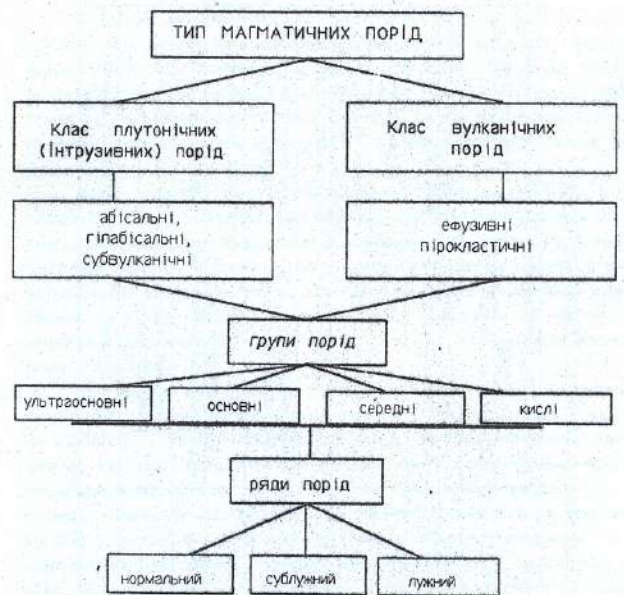 ТИП МАГМАТИЧНИХ ПОРІД
Клас плутонічних
(інтрузивних) порід
Клас вулканічних
порід
абісальні,
гіпабісальні,
субвулканічні
ефузивні
пірокластичні
групи порід
ультраосновні
основні
середні
кислі
ряди порід
нормальний
сублужний
лужний